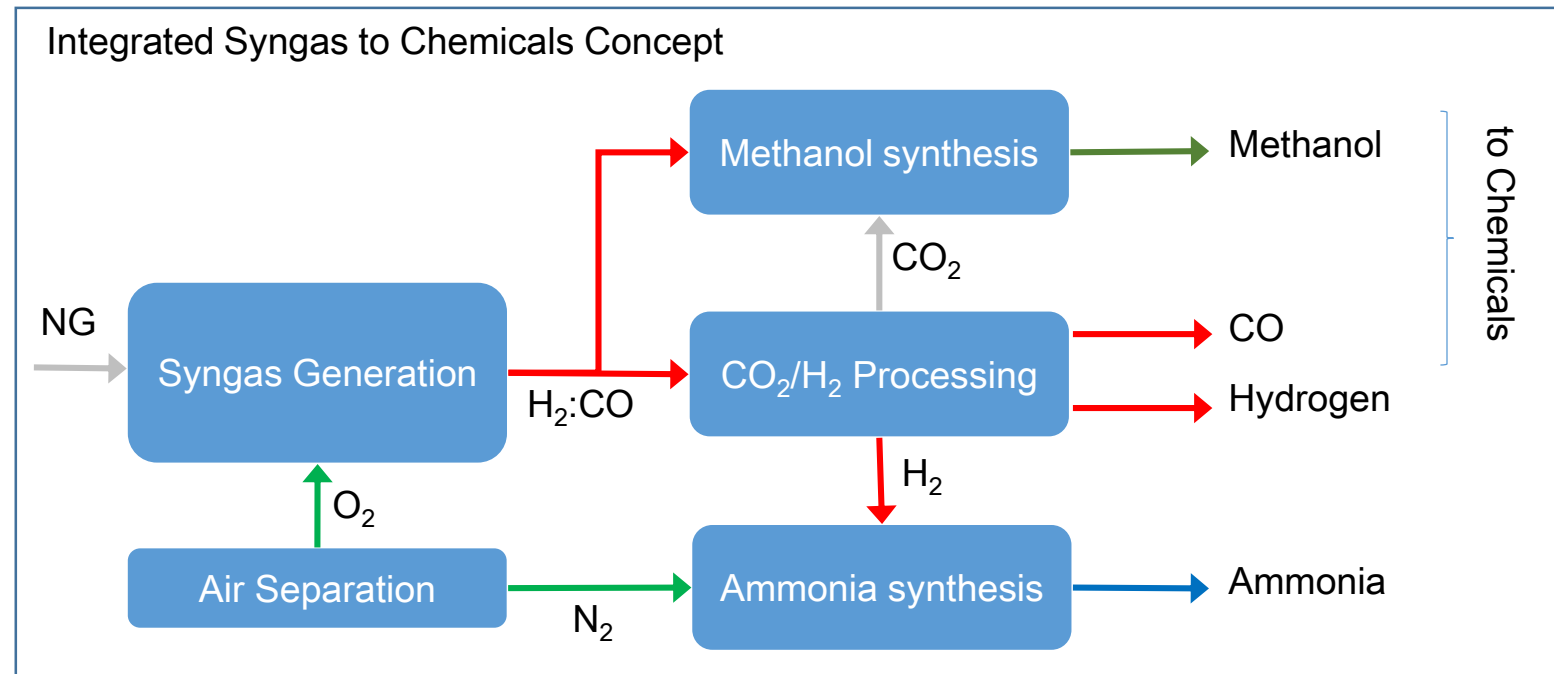 Integrated Syngas to Chemicals Concept
Methanol synthesis
Methanol
to Chemicals
CO₂
NG
Syngas Generation
H₂:CO
CO₂/H₂ Processing
CO
Hydrogen
H₂
O₂
Air Separation
N₂
Ammonia synthesis
Ammonia